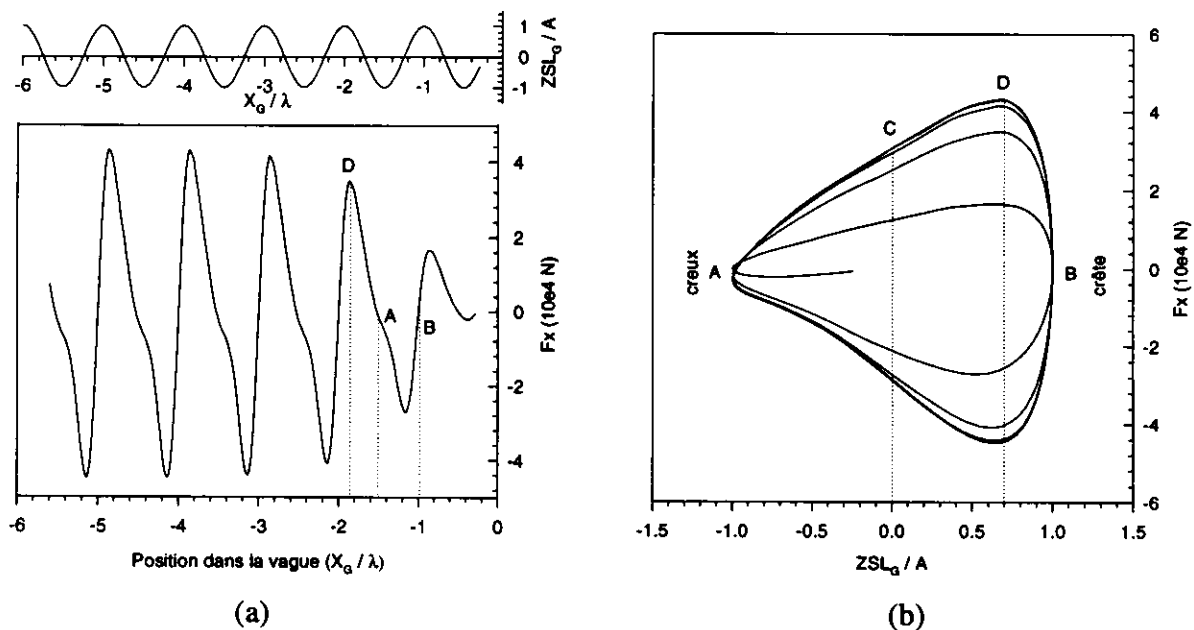 1
0
-1
ZSL_G / A
-6
-5
-4
-3
-2
-1
X_G / λ
4
2
0
-2
-4
Fx (10e4 N)
D
A
B
-6
-5
-4
-3
-2
-1
0
Position dans la vague (X_G / λ)
(a)
6
4
2
0
-2
-4
-6
Fx (10e4 N)
D
C
creux
A
B
crête
-1.5
-1.0
-0.5
0.0
0.5
1.0
1.5
ZSL_G / A
(b)